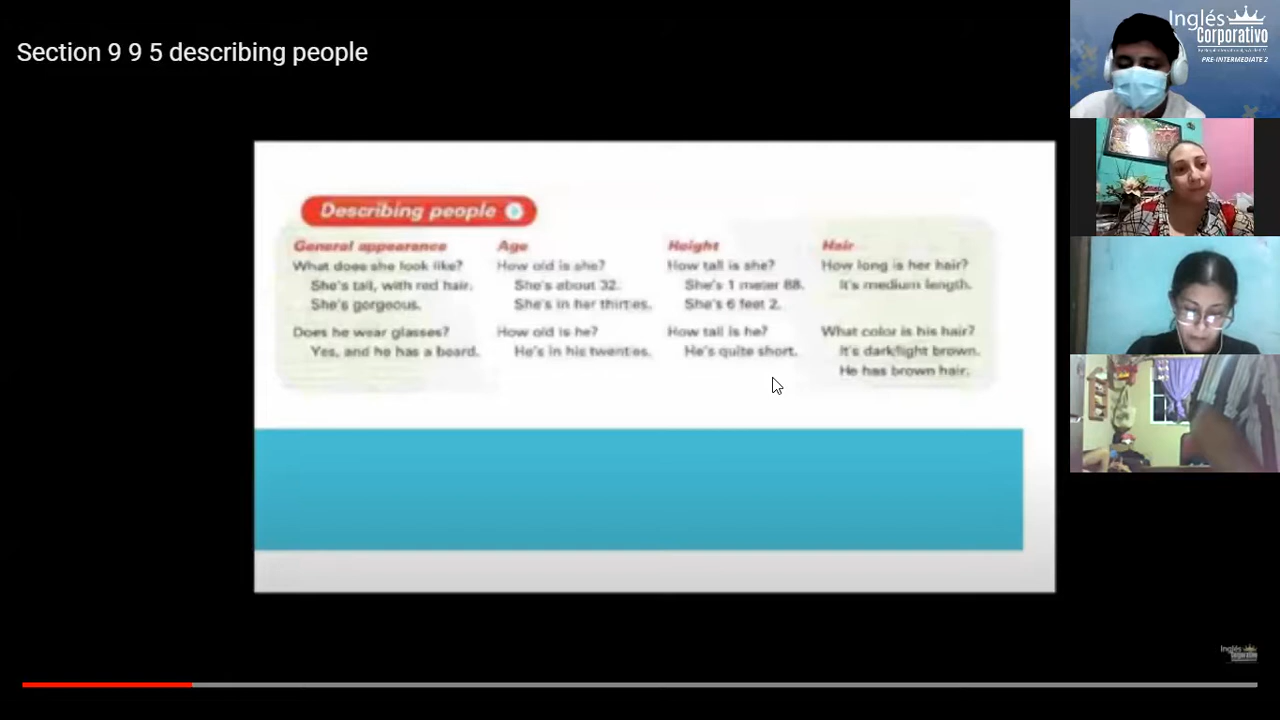 Section 9 9 5 describing people
Inglés
Corporativo
PRE-INTERMEDIATE 2
Describing people
General appearance
What does she look like?
She's tall, with red hair.
She's gorgeous.
Does he wear glasses?
Yes, and he has a beard.
Age
How old is she?
She's about 32.
She's in her thirties.
How old is he?
He's in his twenties.
Height
How tall is she?
She's 1 meter 88.
She's 6 feet 2.
How tall is he?
He's quite short.
Hair
How long is her hair?
It's medium length.
What color is his hair?
It's dark/light brown.
He has brown hair.
Inglés
Corporativo